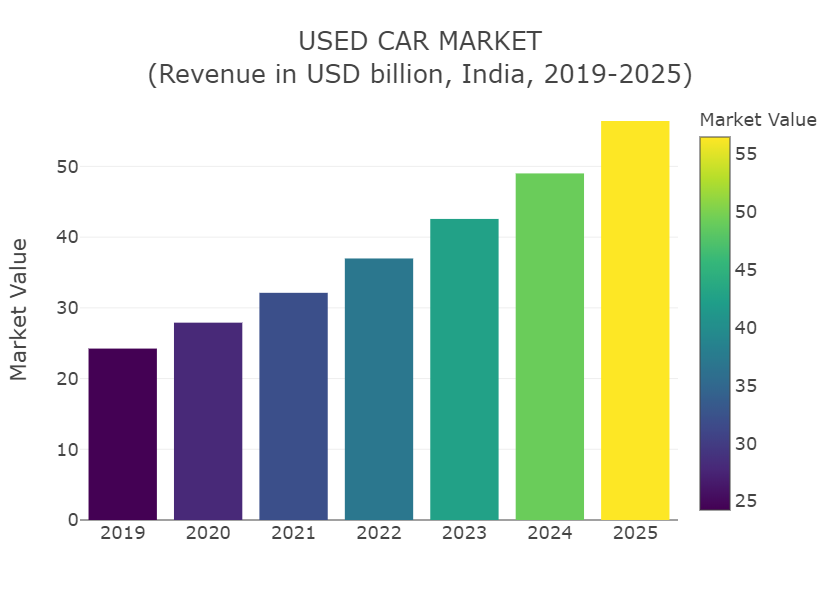 USED CAR MARKET
(Revenue in USD billion, India, 2019-2025)
Market Value
50
40
30
20
10
0
2019 2020 2021 2022 2023 2024 2025
Market Value
55
50
45
40
35
30
25